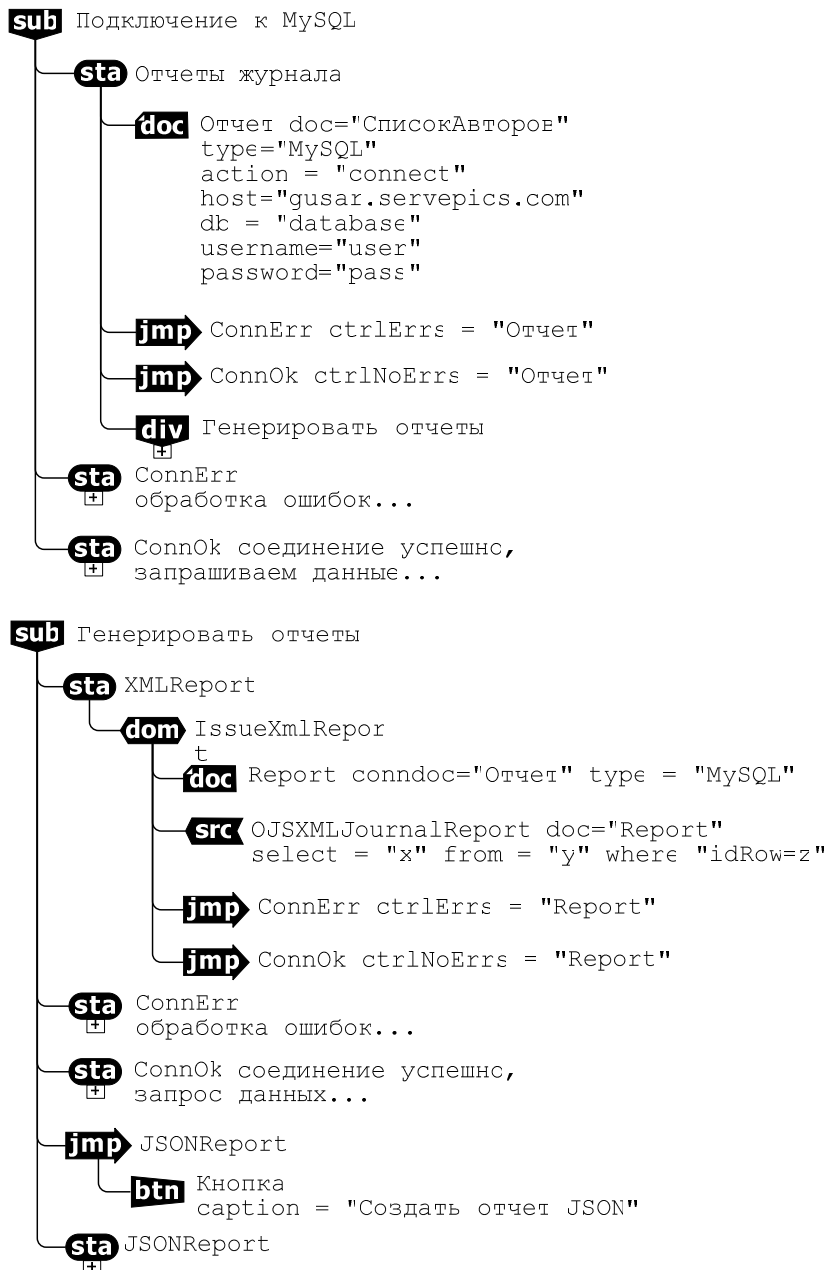 sub Подключение к MySQL
sta Отчеты журнала
doc Отчет doc="СписокАвторов"
type="MySQL"
action = "connect"
host="gusar.servepics.com"
db = "database"
username="user"
password="pass"
jmp ConnErr ctrlErrs = "Отчет"
jmp ConnOk ctrlNoErrs = "Отчет"
div Генерировать отчеты
+
sta ConnErr
+ обработка ошибок...
sta ConnOk соединение успешно,
+ запрашиваем данные...
sub Генерировать отчеты
sta XMLReport
dom IssueXmlRepor
t
doc Report conndoc="Отчет" type = "MySQL"
src OJSXMLJournalReport doc="Report"
select = "x" from = "y" where "idRow=z"
jmp ConnErr ctrlErrs = "Report"
jmp ConnOk ctrlNoErrs = "Report"
sta ConnErr
+ обработка ошибок...
sta ConnOk соединение успешно,
+ запрос данных...
jmp JSONReport
btn Кнопка
caption = "Создать отчет JSON"
sta JSONReport
+